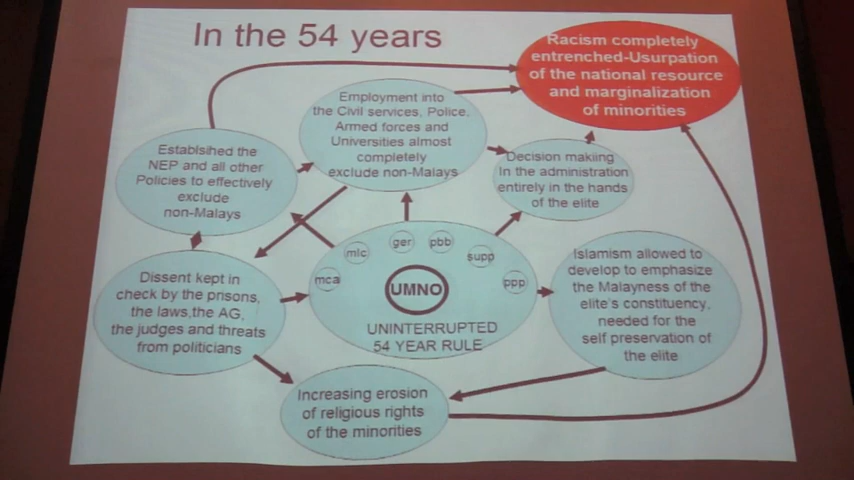 In the 54 years
Racism completely
entrenched-Usurpation
of the national resource
and marginalization
of minorities
Employment into
the Civil services, Police,
Armed forces and
Universities almost
completely
exclude non-Malays
Establsihed the
NEP and all other
Policies to effectively
exclude
non-Malays
Decision makiing
In the administration
entirely in the hands
of the elite
Dissent kept in
check by the prisons,
the laws,the AG,
the judges and threats
from politicians
mca
mic
ger
pbb
supp
ppp
UMNO
UNINTERRUPTED
54 YEAR RULE
Islamism allowed to
develop to emphasize
the Malayness of the
elite's constituency,
needed for the
self preservation of
the elite
Increasing erosion
of religious rights
of the minorities